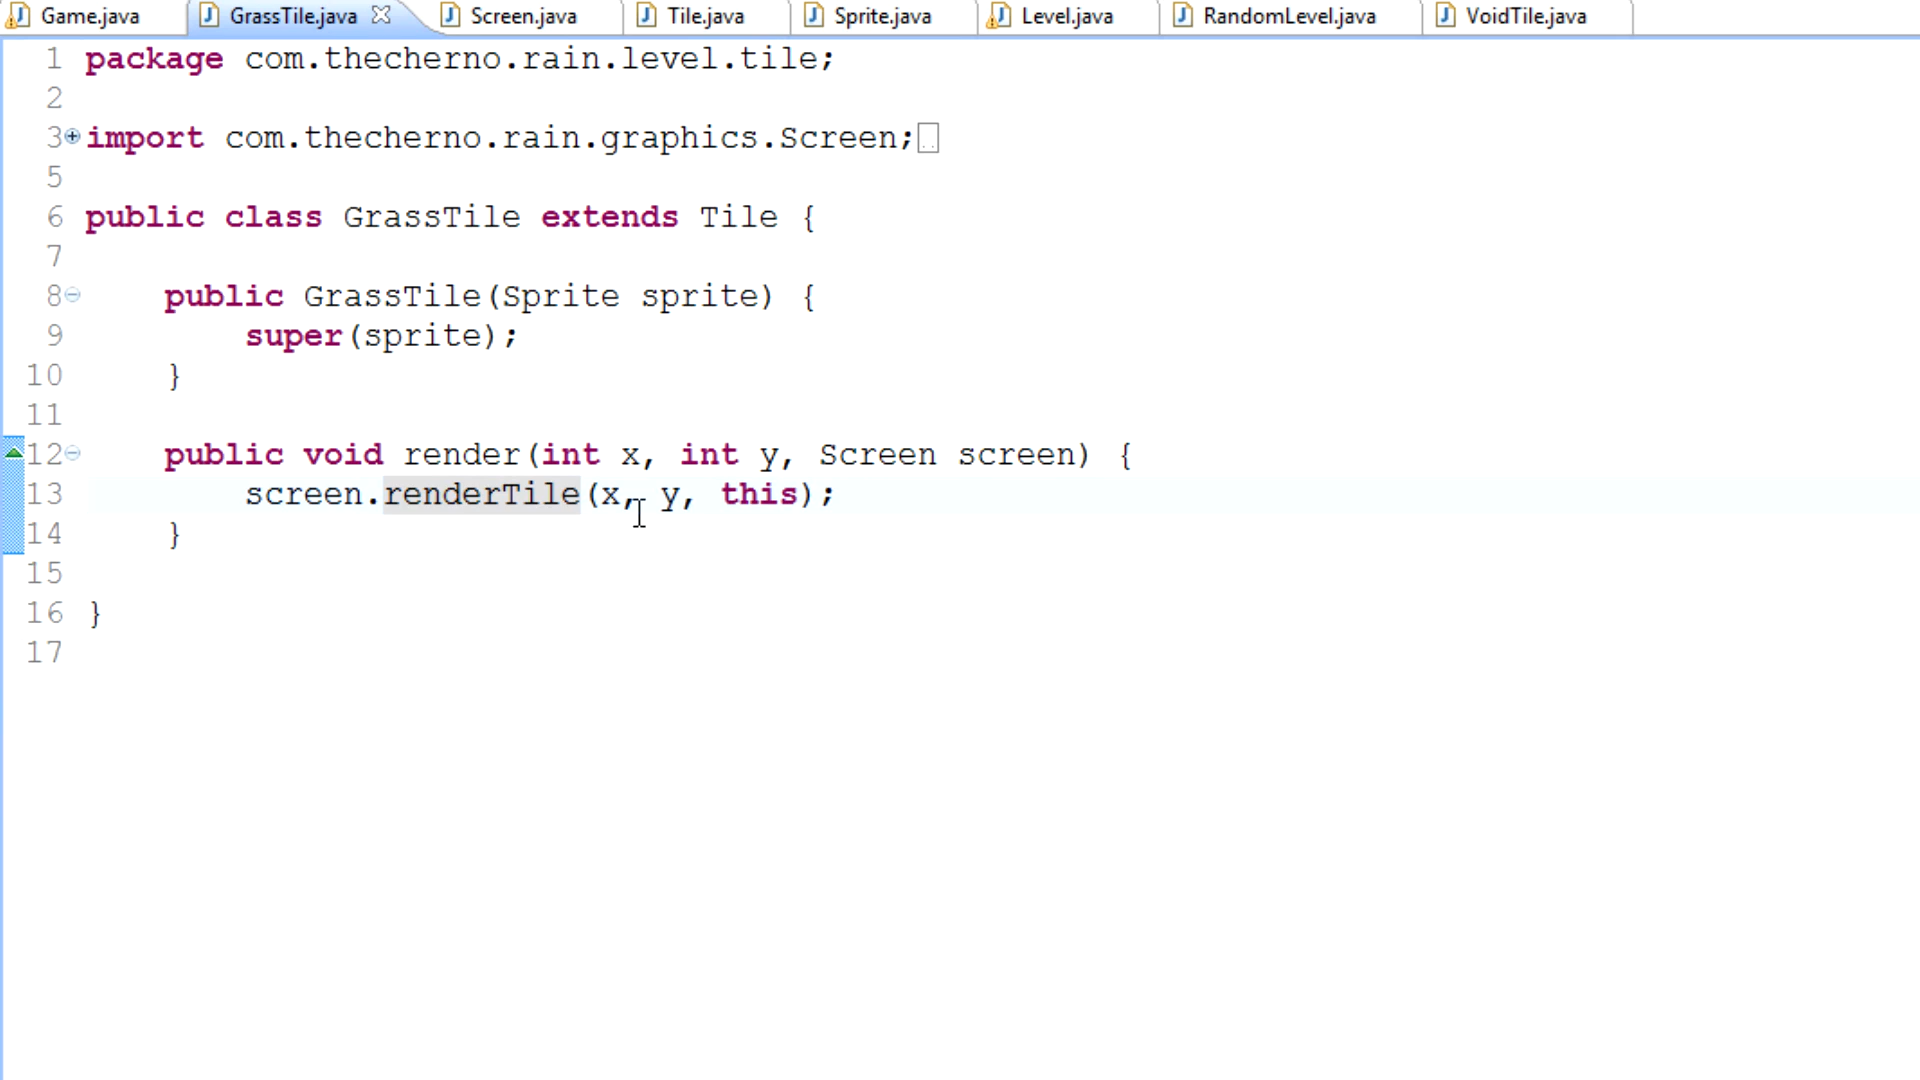 Game.java GrassTile.java Screen.java Tile.java Sprite.java Level.java RandomLevel.java VoidTile.java
1 package com.thecherno.rain.level.tile;
2
3 import com.thecherno.rain.graphics.Screen;
5
6 public class GrassTile extends Tile {
7
8 public GrassTile(Sprite sprite) {
9 super(sprite);
10 }
11
12 public void render(int x, int y, Screen screen) {
13 screen.renderTile(x, y, this);
14 }
15
16 }
17